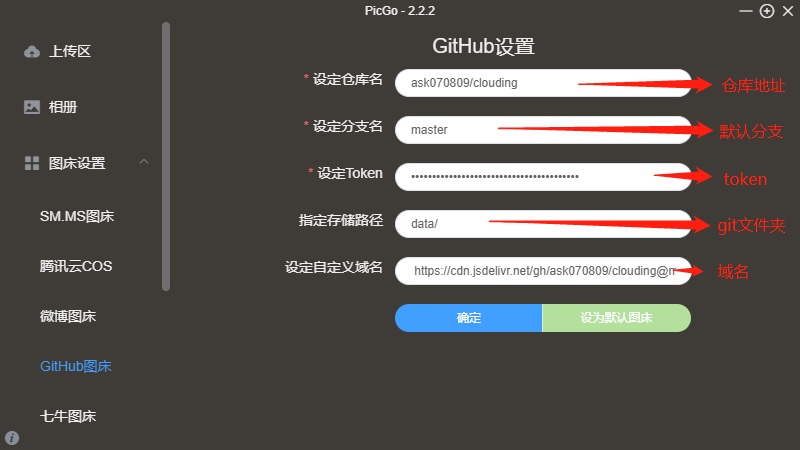 PicGo - 2.2.2
上传区
相册
图床设置
SM.MS图床
腾讯云COS
微博图床
GitHub图床
七牛图床
GitHub设置
* 设定仓库名 ask070809/clouding 仓库地址
* 设定分支名 master 默认分支
* 设定Token •••••••••••••••••••••••••••••••••••••••• token
指定存储路径 data/ git文件夹
设定自定义域名 https://cdn.jsdelivr.net/gh/ask070809/clouding@m 域名
确定 设为默认图床